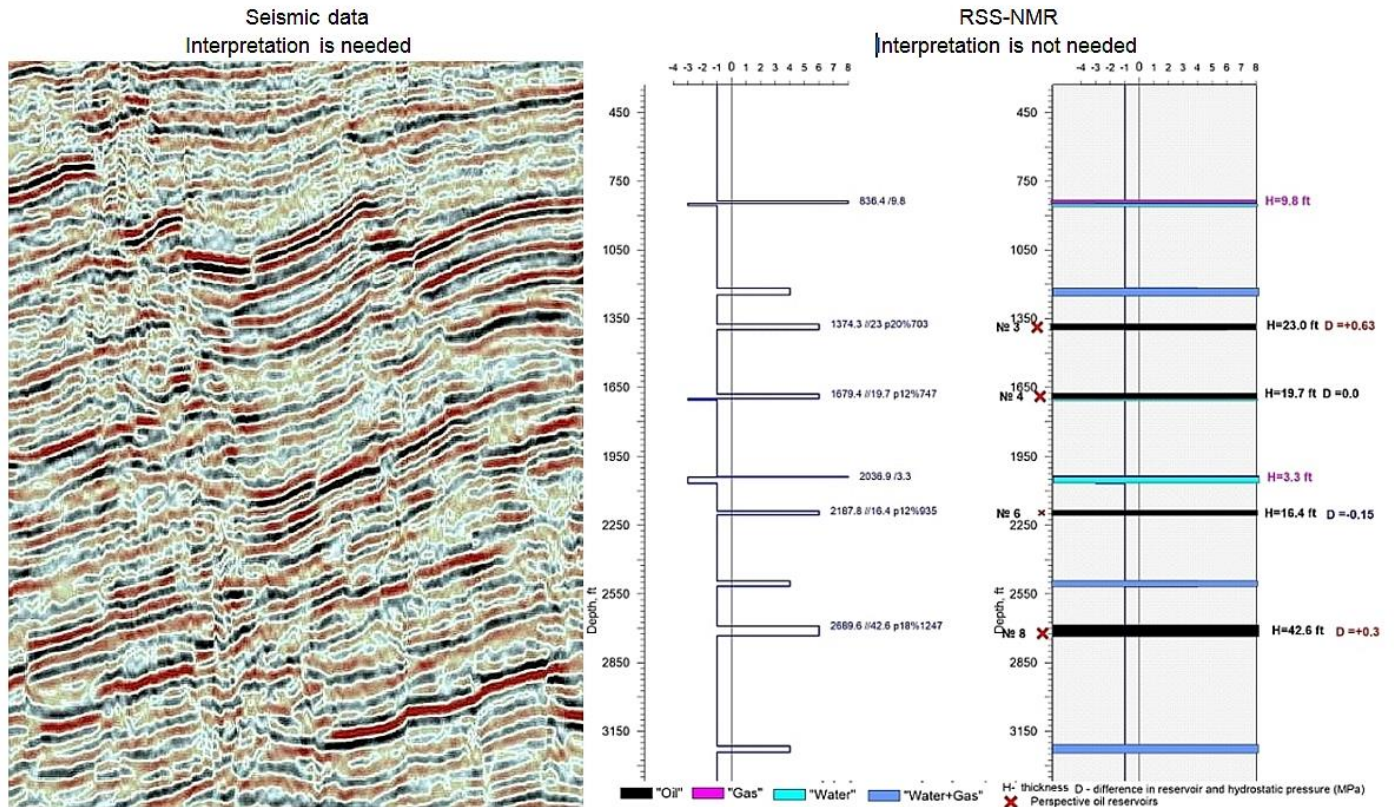 Seismic data
Interpretation is needed
RSS-NMR
Interpretation is not needed
-4 -3 -2 -1 0 1 2 3 4 5 6 7 8
-4 -3 -2 -1 0 1 2 3 4 5 6 7 8
450
750
1050
1350
1650
1950
2250
2550
2850
3150
Depth, ft
836.4 /9.8
1374.3 //23 p20%703
1679.4 //19.7 p12%747
2036.9 /3.3
2187.8 //16.4 p12%935
2689.6 //42.6 p18%1247
450
750
1050
1350
1650
1950
2250
2550
2850
3150
Depth, ft
№ 3
№ 4
№ 6
№ 8
H=9.8 ft
H=23.0 ft D =+0.63
H=19.7 ft D =0.0
H=3.3 ft
H=16.4 ft D =-0.15
H=42.6 ft D =+0.3
"Oil" "Gas" "Water" "Water+Gas"
H- thickness D - difference in reservoir and hydrostatic pressure (MPa)
Perspective oil reservoirs